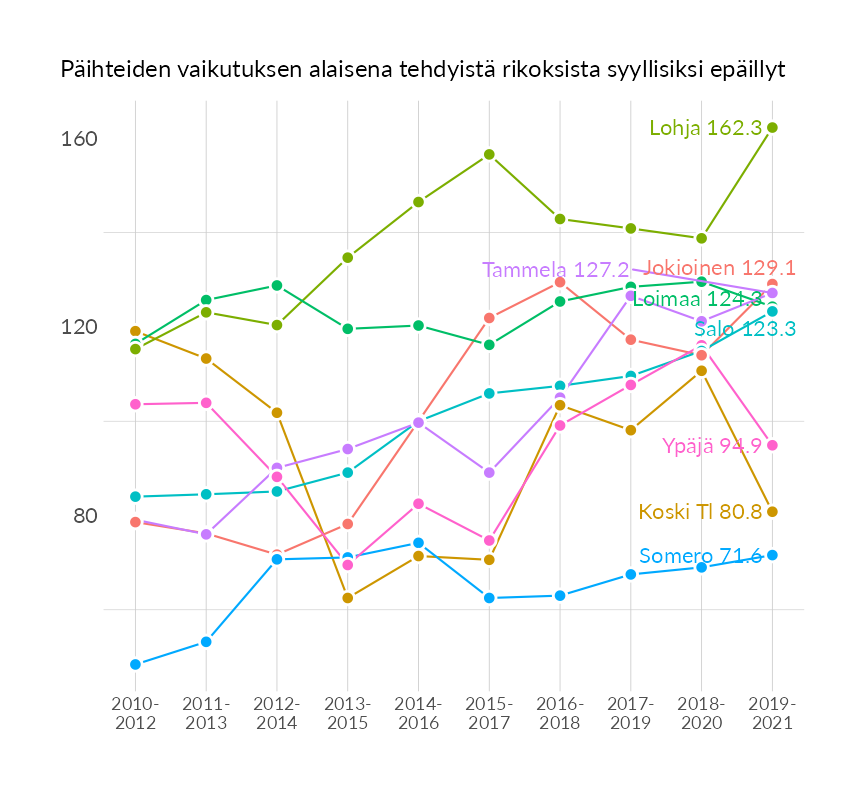 Päihteiden vaikutuksen alaisena tehdyistä rikoksista syyllisiksi epäillyt
160
Lohja 162.3
Tammela 127.2
Jokioinen 129.1
Loimaa 124.3
120
Salo 123.3
Ypäjä 94.9
80
Koski Tl 80.8
Somero 71.6
2010-
2012
2011-
2013
2012-
2014
2013-
2015
2014-
2016
2015-
2017
2016-
2018
2017-
2019
2018-
2020
2019-
2021